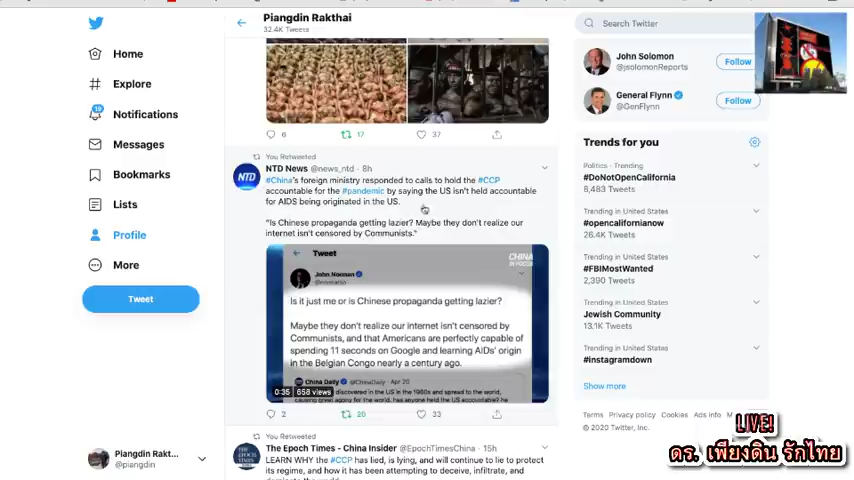 Piangdin Rakthai
32.4K Tweets
Search Twitter
Home
Explore
19
Notifications
Messages
Bookmarks
Lists
Profile
More
Tweet
Piangdin Rakt...
@piangdin
6
17
37
You Retweeted
NTD
NTD News @news_ntd · 8h
#China's foreign ministry responded to calls to hold the #CCP
accountable for the #pandemic by saying the US isn't held accountable
for AIDS being originated in the US.
"Is Chinese propaganda getting lazier? Maybe they don't realize our
internet isn't censored by Communists."
Tweet
CHINA
IN FOCUS
John Noonan
Is it just me or is Chinese propaganda getting lazier?
Maybe they don't realize our internet isn't censored by
Communists, and that Americans are perfectly capable of
spending 11 seconds on Google and learning AIDs' origin
in the Belgian Congo nearly a century ago.
China Daily @ChinaDaily · Apr 20
discovered in the US in the 1980s and spread to the world,
causing great agony for the world, has anyone held the US accountable?
0:35
658 views
2
20
33
You Retweeted
THE EPOCH TIMES
The Epoch Times - China Insider @EpochTimesChina · 15h
LEARN WHY the #CCP has lied, is lying, and will continue to lie to protect
its regime, and how it has been attempting to deceive, infiltrate, and
John Solomon
@jsolomonReports
Follow
General Flynn
@GenFlynn
Follow
Trends for you
Politics · Trending
#DoNotOpenCalifornia
8,483 Tweets
Trending in United States
#opencalifornianow
26.4K Tweets
Trending in United States
#FBIMostWanted
2,390 Tweets
Trending in United States
Jewish Community
13.1K Tweets
Trending in United States
#instagramdown
Show more
Terms Privacy policy Cookies Ads info
© 2020 Twitter, Inc.
LIVE!
ดร. เพียงดิน รักไทย